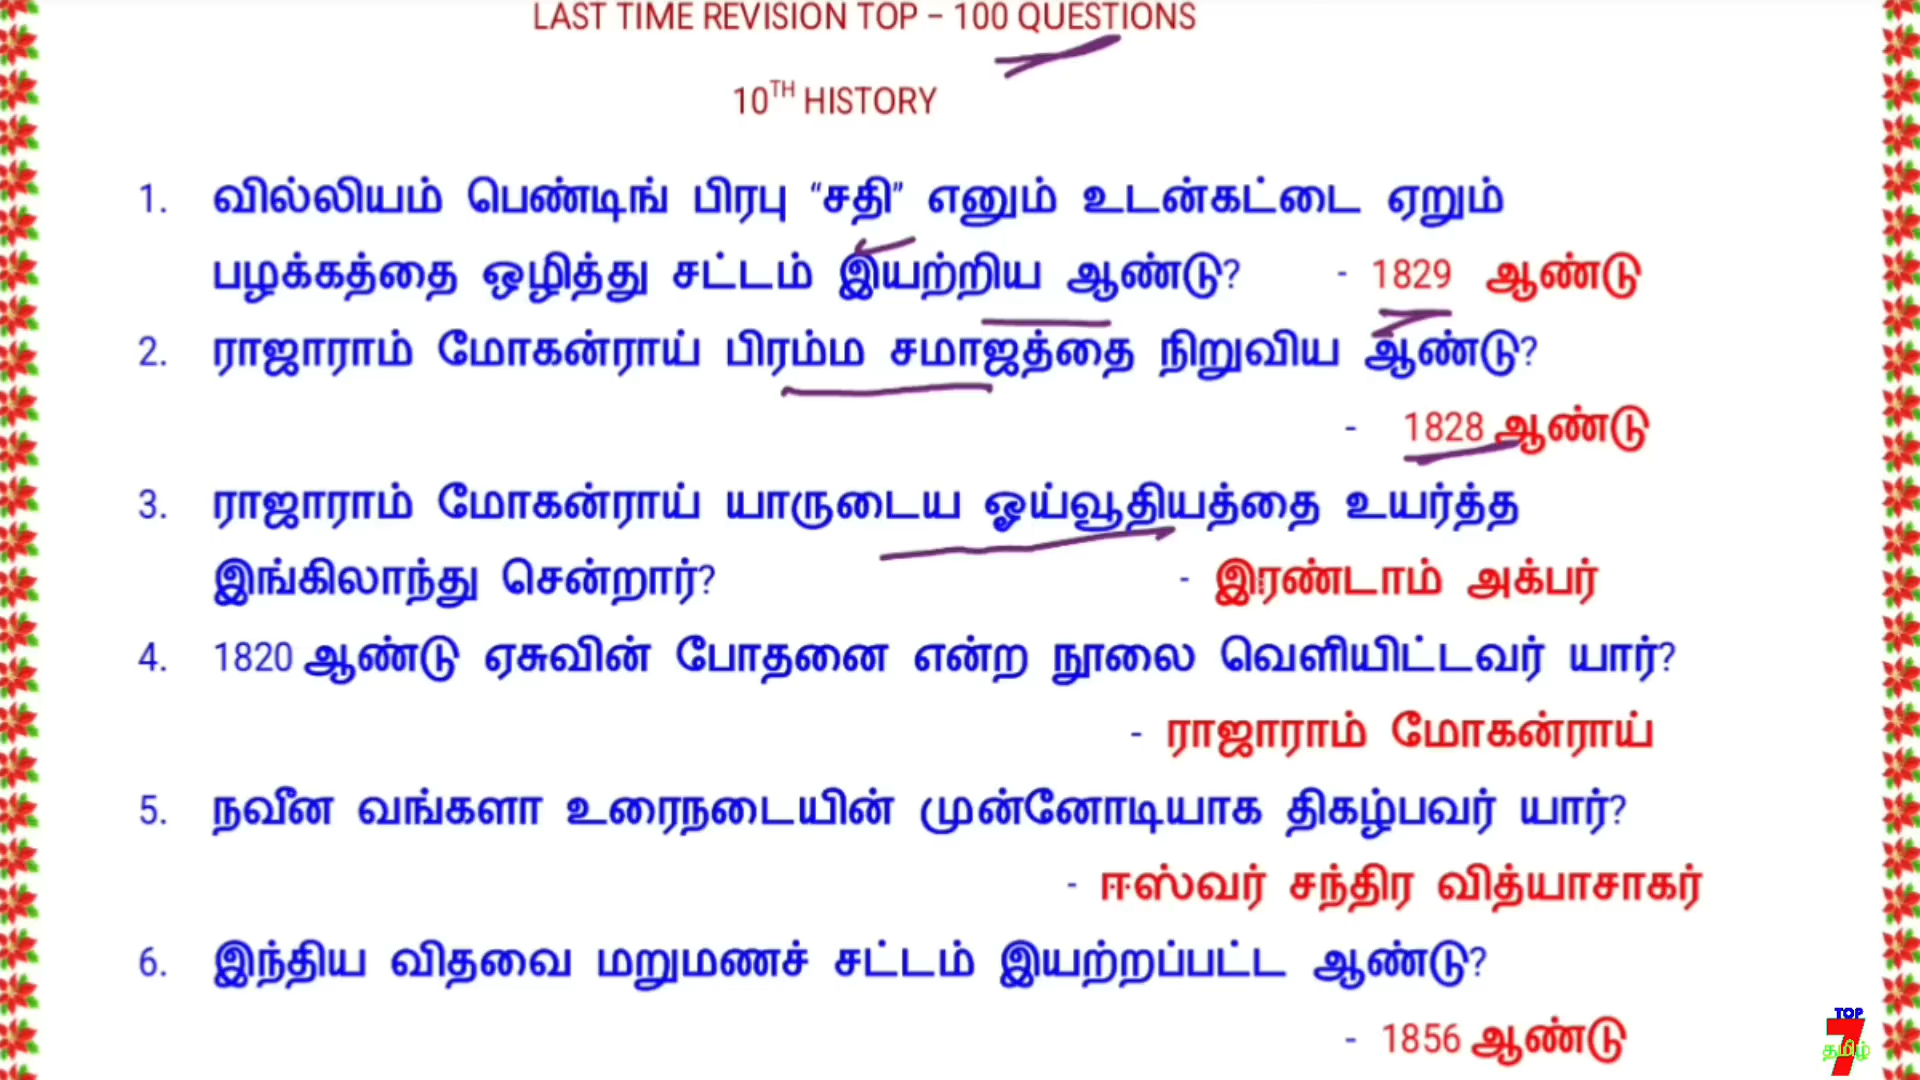 LAST TIME REVISION TOP – 100 QUESTIONS
10TH HISTORY
1. வில்லியம் பெண்டிங் பிரபு “சதி” எனும் உடன்கட்டை ஏறும்
பழக்கத்தை ஒழித்து சட்டம் இயற்றிய ஆண்டு? - 1829 ஆண்டு
2. ராஜாராம் மோகன்ராய் பிரம்ம சமாஜத்தை நிறுவிய ஆண்டு?
- 1828 ஆண்டு
3. ராஜாராம் மோகன்ராய் யாருடைய ஓய்வூதியத்தை உயர்த்த
இங்கிலாந்து சென்றார்? - இரண்டாம் அக்பர்
4. 1820 ஆண்டு ஏசுவின் போதனை என்ற நூலை வெளியிட்டவர் யார்?
- ராஜாராம் மோகன்ராய்
5. நவீன வங்களா உரைநடையின் முன்னோடியாக திகழ்பவர் யார்?
- ஈஸ்வர் சந்திர வித்யாசாகர்
6. இந்திய விதவை மறுமணச் சட்டம் இயற்றப்பட்ட ஆண்டு?
- 1856 ஆண்டு
TOP
7
தமிழ்